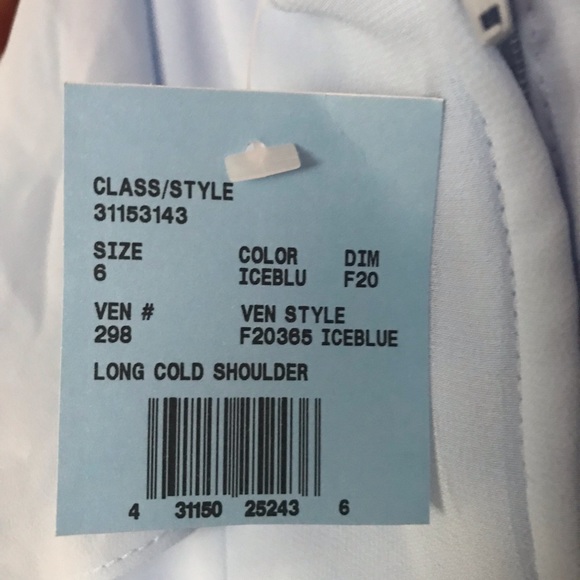 CLASS/STYLE
31153143
SIZE COLOR DIM
6 ICEBLU F20
VEN # VEN STYLE
298 F20365 ICEBLUE
LONG COLD SHOULDER
4 31150 25243 6